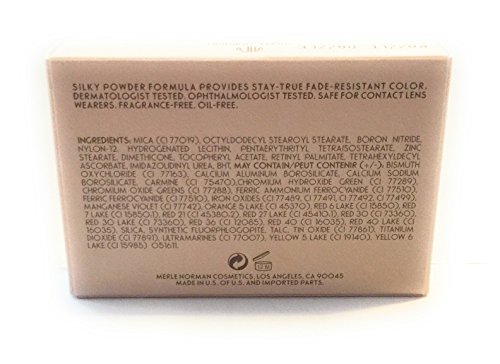 SILKY POWDER FORMULA PROVIDES STAY-TRUE FADE-RESISTANT COLOR.
DERMATOLOGIST TESTED. OPHTHALMOLOGIST TESTED. SAFE FOR CONTACT LENS
WEARERS. FRAGRANCE-FREE. OIL-FREE.
INGREDIENTS: MICA (CI 77019), OCTYLDODECYL STEAROYL STEARATE, BORON NITRIDE,
NYLON-12, HYDROGENATED LECITHIN, PENTAERYTHRITYL TETRAISOSTEARATE, ZINC
STEARATE, DIMETHICONE, TOCOPHERYL ACETATE, RETINYL PALMITATE, TETRAHEXYLDECYL
ASCORBATE, IMIDAZOLIDINYL UREA, BHT, MAY CONTAIN/PEUT CONTENIR (+/-): BISMUTH
OXYCHLORIDE (CI 77163), CALCIUM ALUMINUM BOROSILICATE, CALCIUM SODIUM
BOROSILICATE, CARMINE (CI 75470), CHROMIUM HYDROXIDE GREEN (CI 77289),
CHROMIUM OXIDE GREENS (CI 77288), FERRIC AMMONIUM FERROCYANIDE (CI 77510),
FERRIC FERROCYANIDE (CI 77510), IRON OXIDES (CI 77489, CI 77491, CI 77492, CI 77499),
MANGANESE VIOLET (CI 77742), ORANGE 5 LAKE (CI 45370), RED 6 (CI 15850), RED
7 LAKE (CI 15850:1), RED 21 (CI 45380:2), RED 27 LAKE (CI 45410:1), RED 30 (CI 73360),
RED 30 LAKE (CI 73360), RED 36 (CI 12085), RED 40 (CI 16035), RED 40 LAKE (CI
16035), SILICA, SYNTHETIC FLUORPHLOGOPITE, TALC, TIN OXIDE (CI 77861), TITANIUM
DIOXIDE (CI 77891), ULTRAMARINES (CI 77007), YELLOW 5 LAKE (CI 19140), YELLOW 6
LAKE (CI 15985) 051611.
12 M
MERLE NORMAN COSMETICS, LOS ANGELES, CA 90045
MADE IN U.S. OF U.S. AND IMPORTED PARTS.